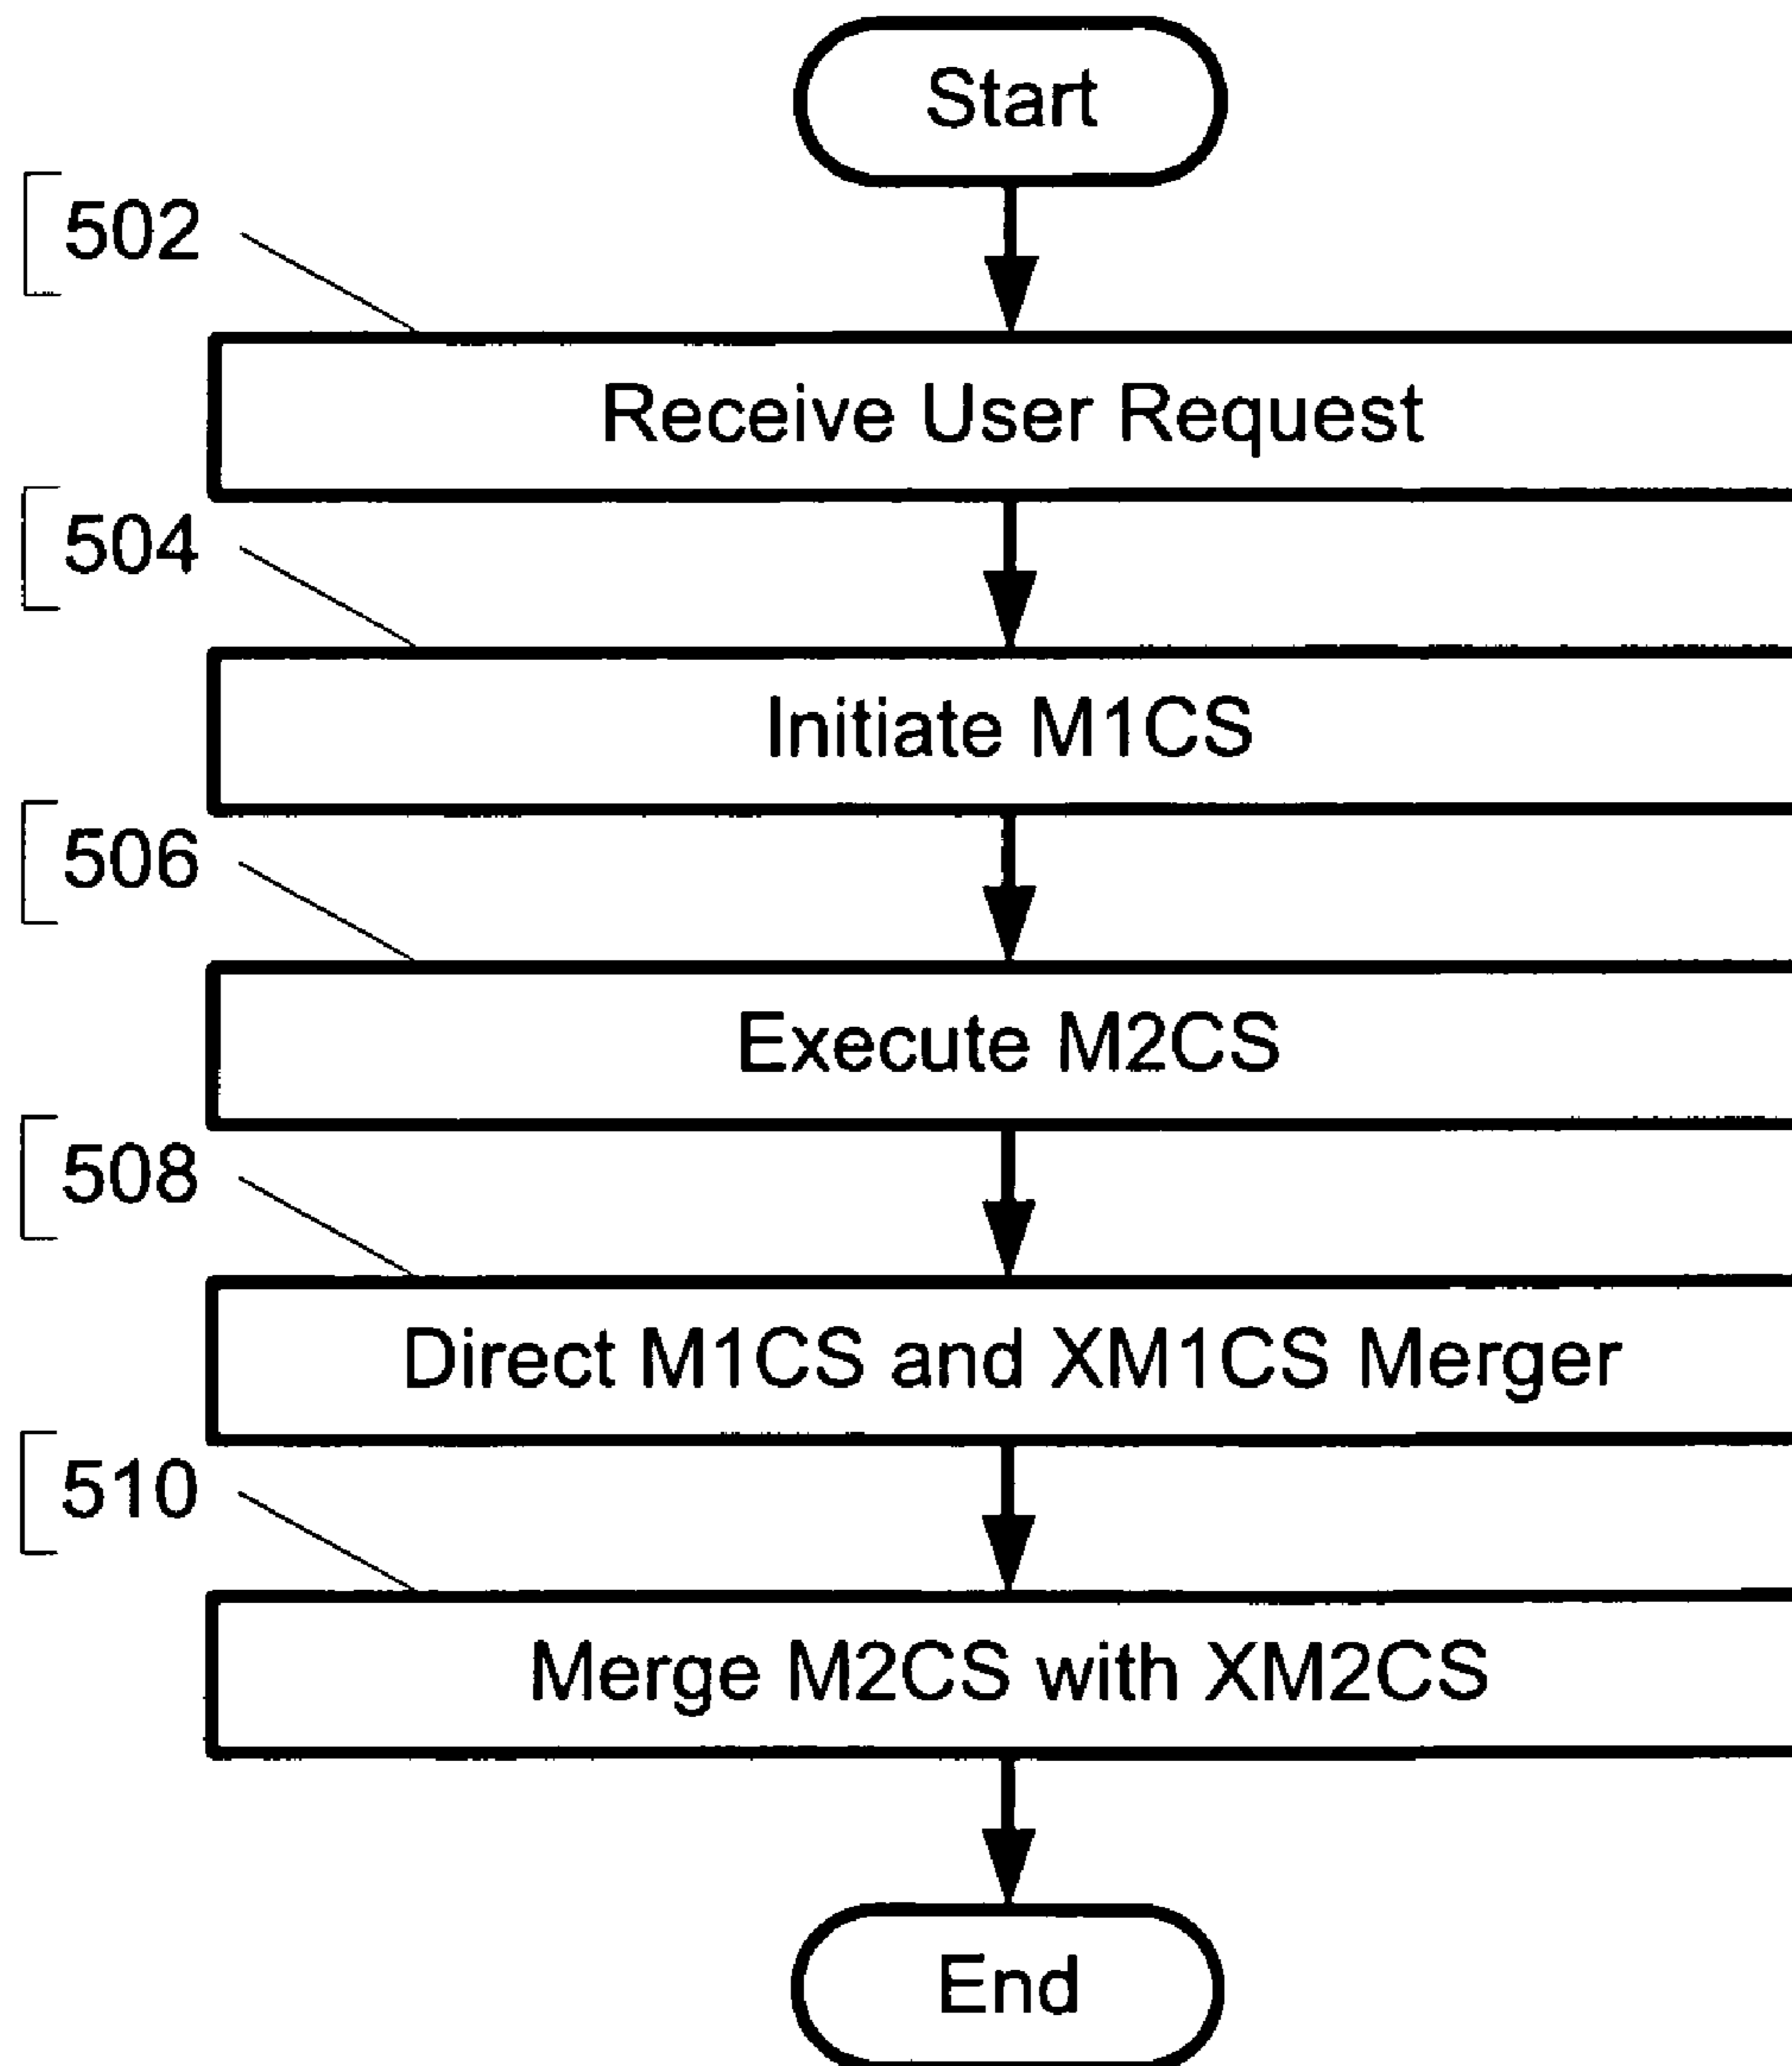 Start
502
Receive User Request
504
Initiate M1CS
506
Execute M2CS
508
Direct M1CS and XM1CS Merger
510
Merge M2CS with XM2CS
End